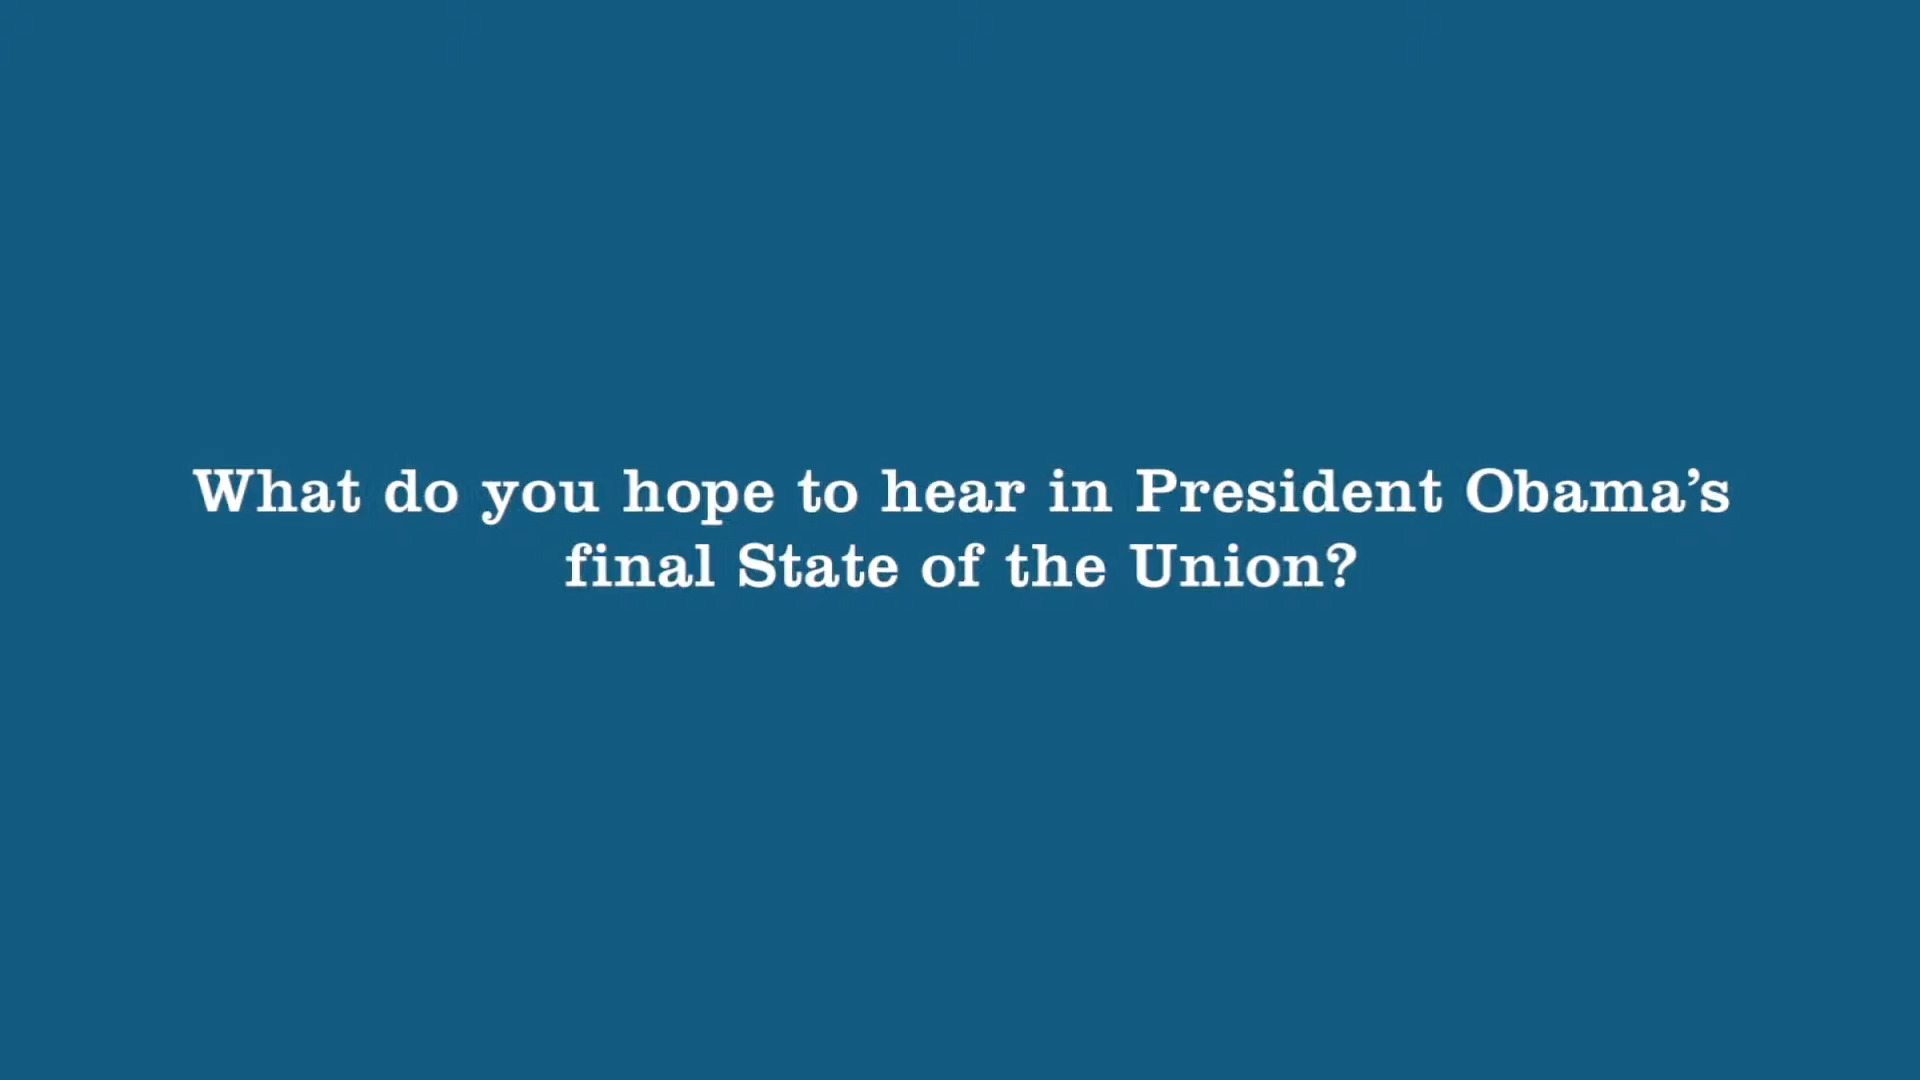 What do you hope to hear in President Obama’s
final State of the Union?